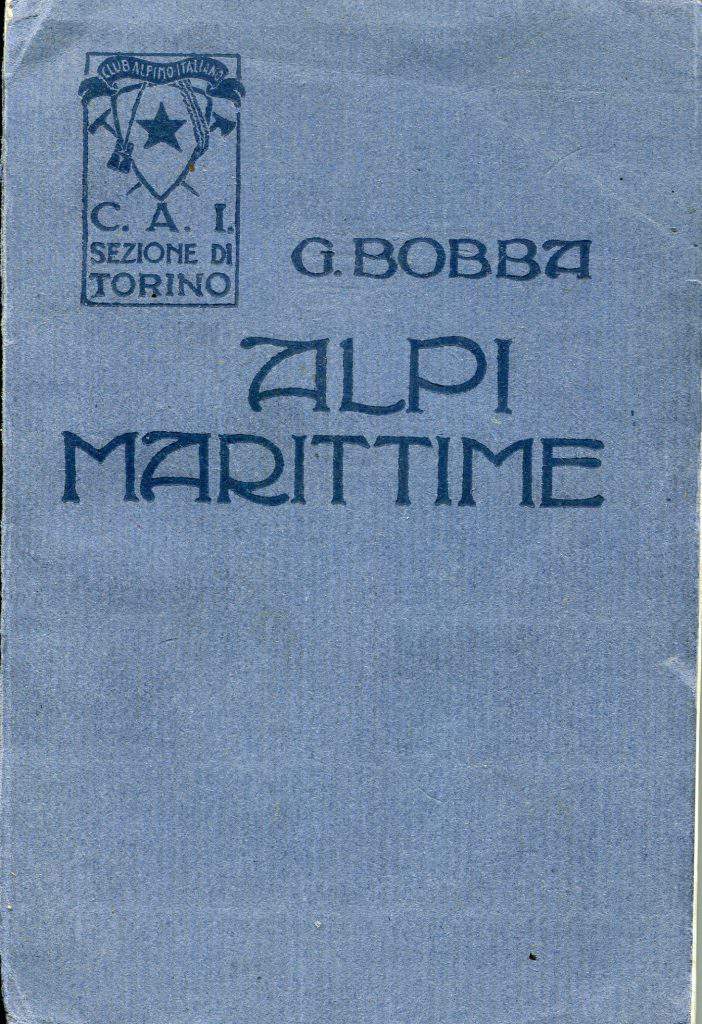 CLUB ALPINO ITALIANO
C. A. I.
SEZIONE DI
TORINO
G. BOBBA
ALPI
MARITTIME